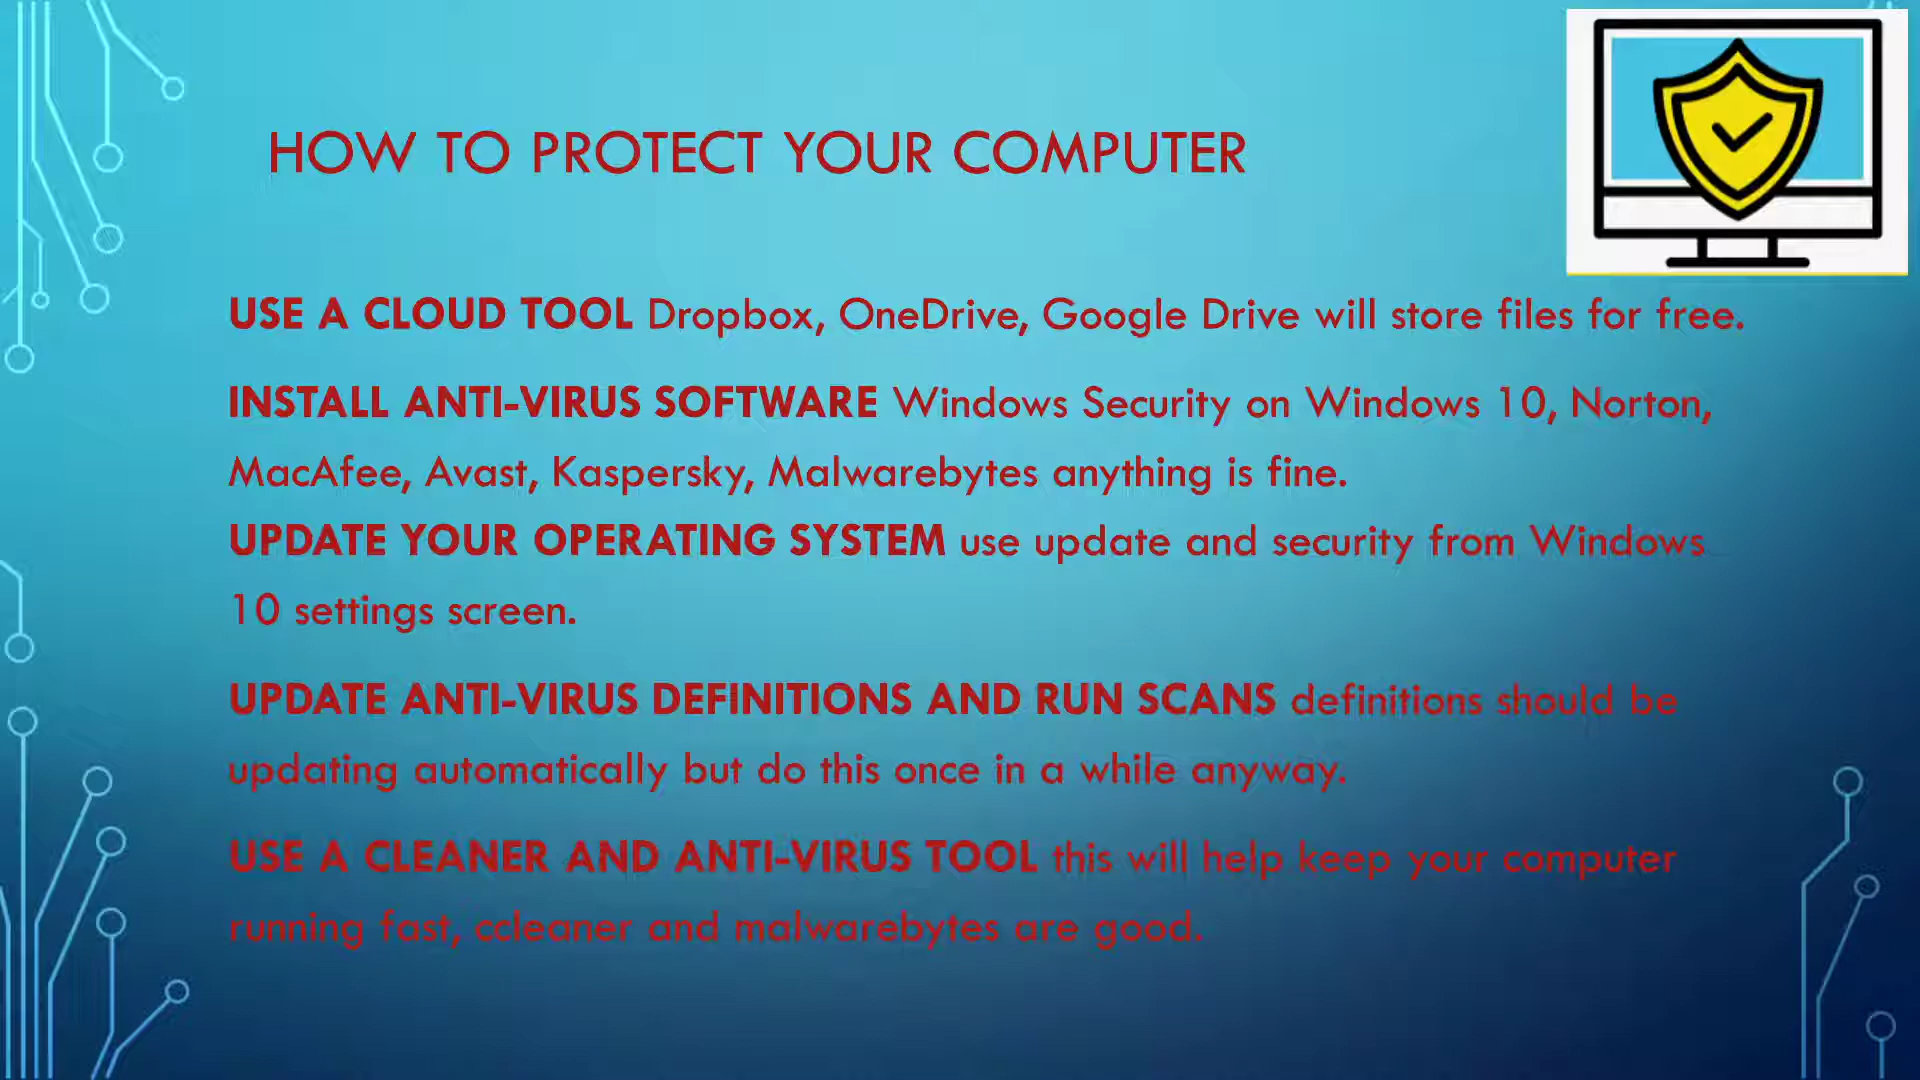 HOW TO PROTECT YOUR COMPUTER
USE A CLOUD TOOL Dropbox, OneDrive, Google Drive will store files for free.
INSTALL ANTI-VIRUS SOFTWARE Windows Security on Windows 10, Norton,
MacAfee, Avast, Kaspersky, Malwarebytes anything is fine.
UPDATE YOUR OPERATING SYSTEM use update and security from Windows
10 settings screen.
UPDATE ANTI-VIRUS DEFINITIONS AND RUN SCANS definitions should be
updating automatically but do this once in a while anyway.
USE A CLEANER AND ANTI-VIRUS TOOL this will help keep your computer
running fast, ccleaner and malwarebytes are good.